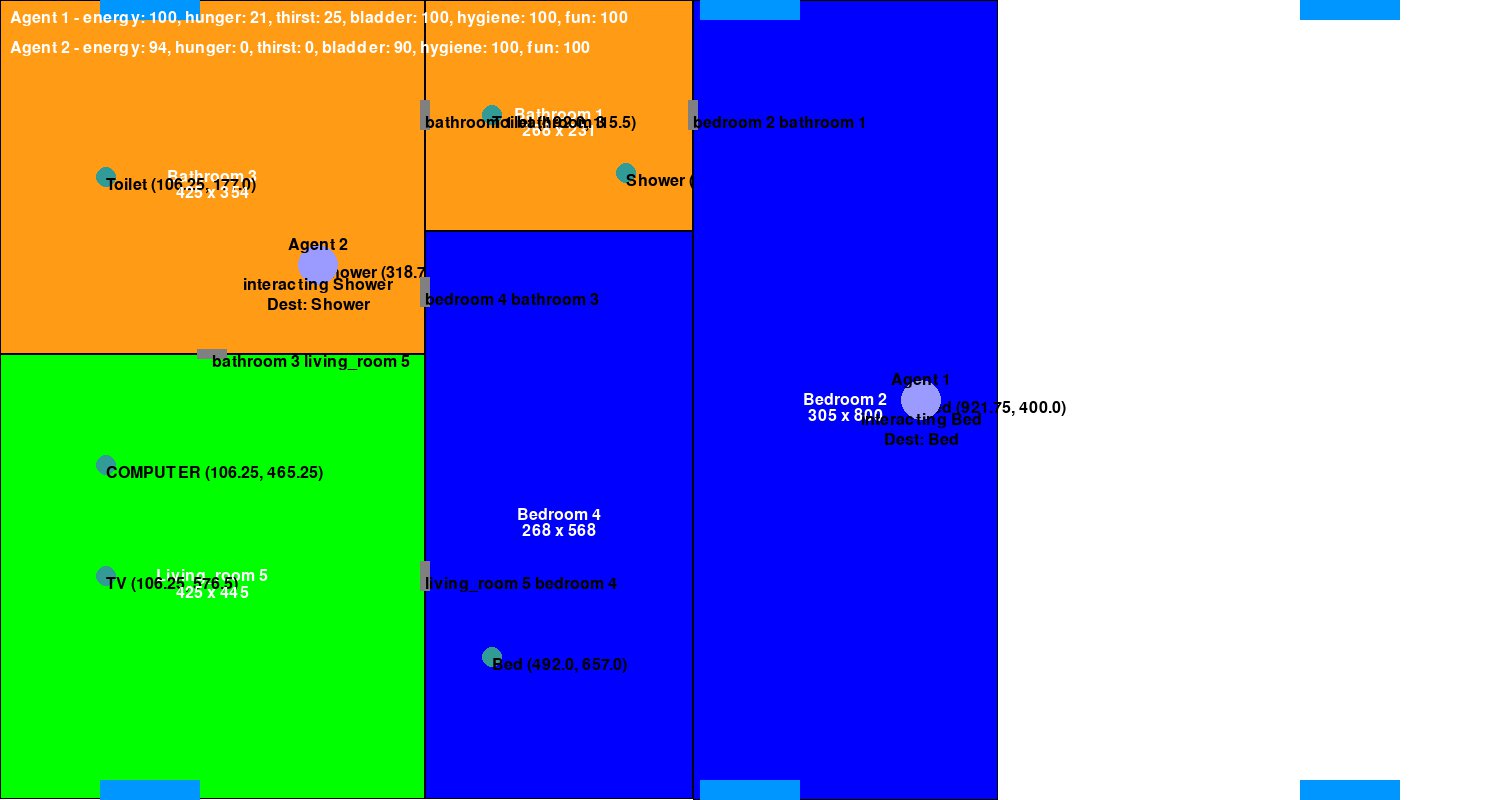 Agent 1 - energy: 100, hunger: 21, thirst: 25, bladder: 100, hygiene: 100, fun: 100
Agent 2 - energy: 94, hunger: 0, thirst: 0, bladder: 90, hygiene: 100, fun: 100
Bathroom 1
268 x 231
bathroom 1 bathroom 3
Toilet (492.0, 115.5)
bedroom 2 bathroom 1
Shower (
Bathroom 3
425 x 354
Toilet (106.25, 177.0)
Agent 2
(318.7
interacting Shower
Dest: Shower
bedroom 4 bathroom 3
bathroom 3 living_room 5
Agent 1
Bedroom 2
305 x 800
(921.75, 400.0)
interacting Bed
Dest: Bed
COMPUTER (106.25, 465.25)
Bedroom 4
268 x 568
Living_room 5
425 x 445
TV (106.25, 576.5)
living_room 5 bedroom 4
Bed (492.0, 657.0)